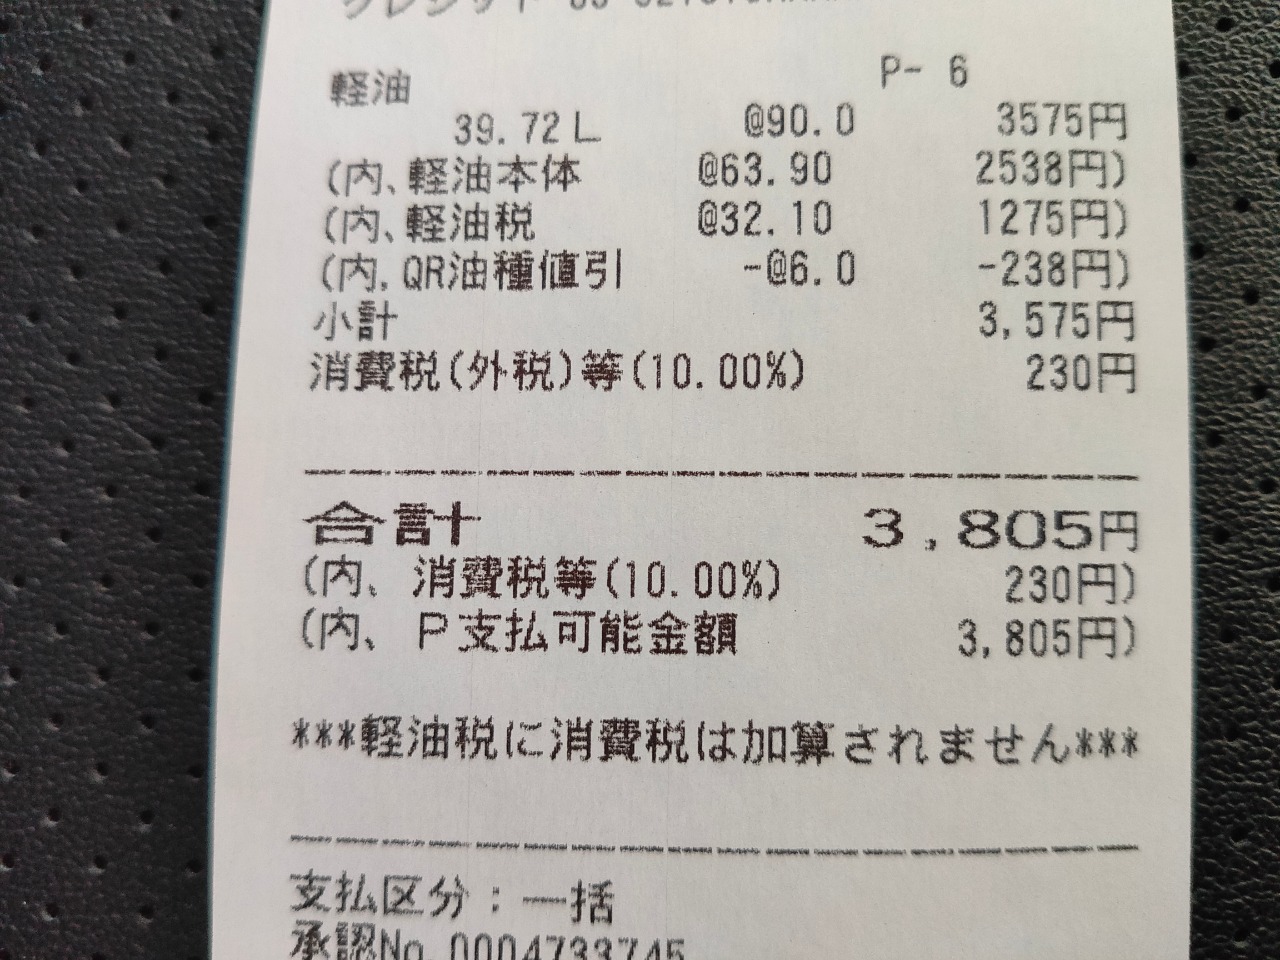 クレジット
軽油 P- 6
39.72L @90.0 3575円
(内、軽油本体 @63.90 2538円)
(内、軽油税 @32.10 1275円)
(内、QR油種値引 -@6.0 -238円)
小計 3,575円
消費税(外税)等(10.00%) 230円
合計 3,805円
(内、消費税等(10.00%) 230円)
(内、P支払可能金額 3,805円)
***軽油税に消費税は加算されません***
支払区分:一括
承認No.0004733745